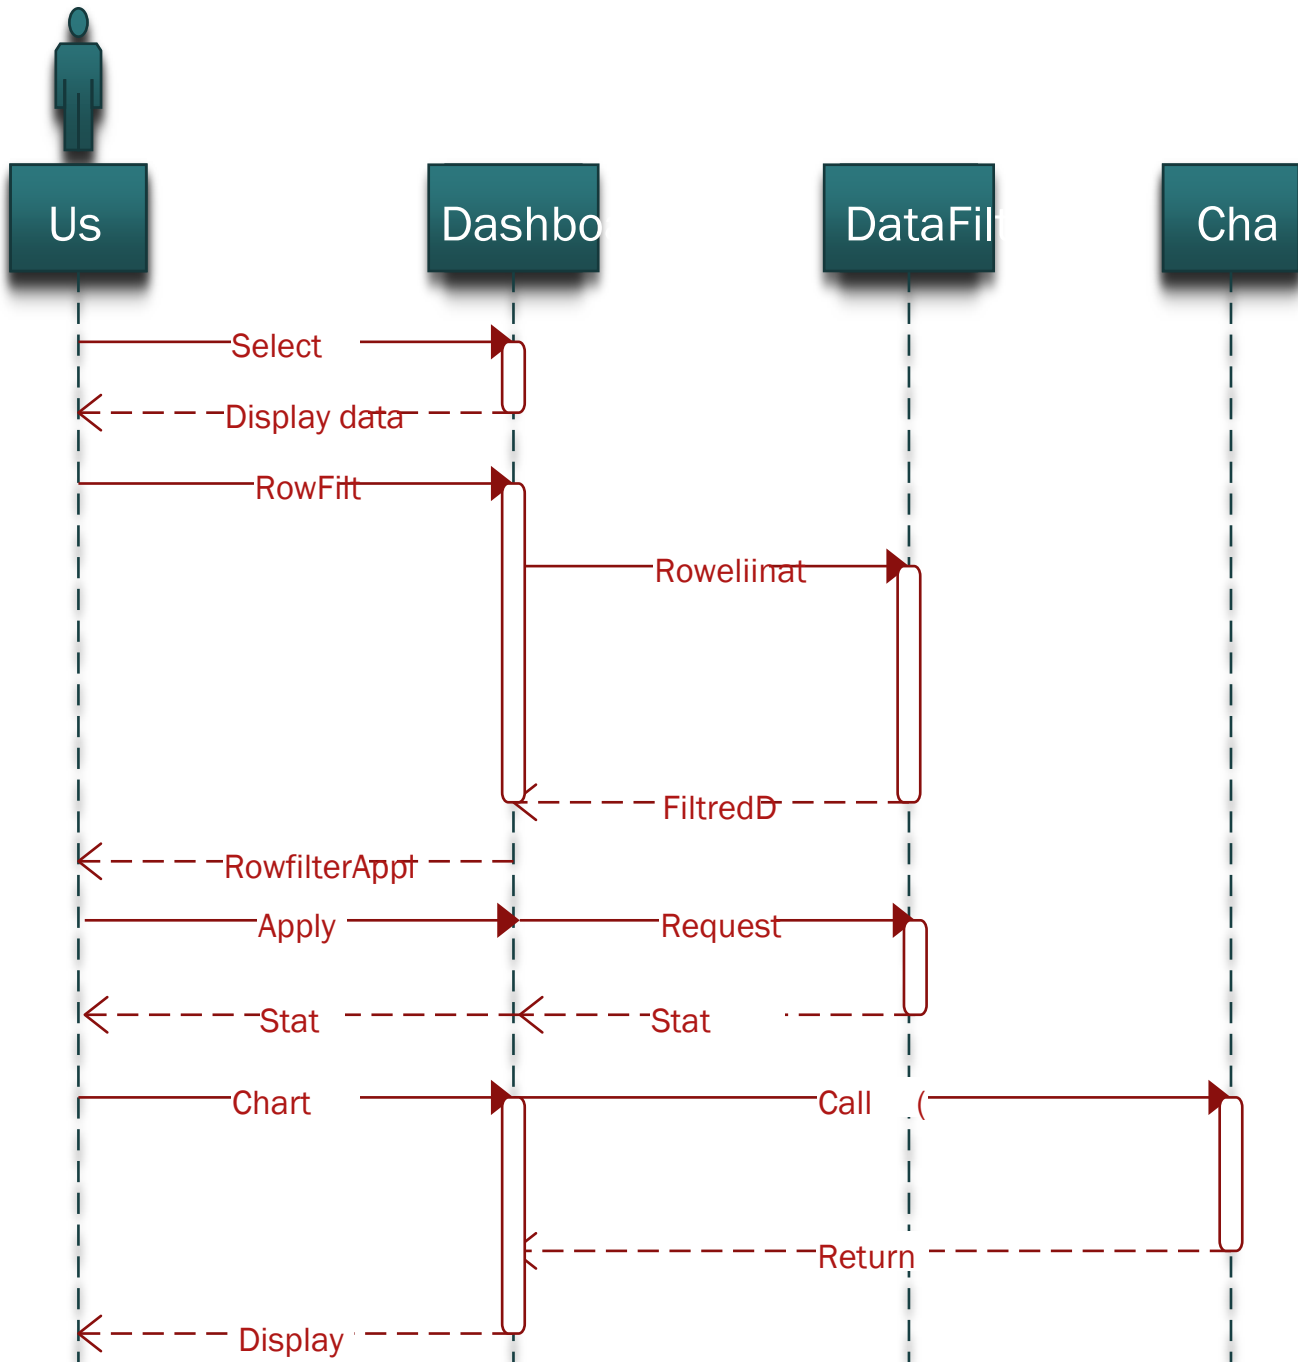 Us
Dashbo
DataFilt
Cha
Select
Display data
RowFilt
Roweliinat
FiltredD
RowfilterAppl
Apply
Request
Stat
Stat
Chart
Call (
Return
Display